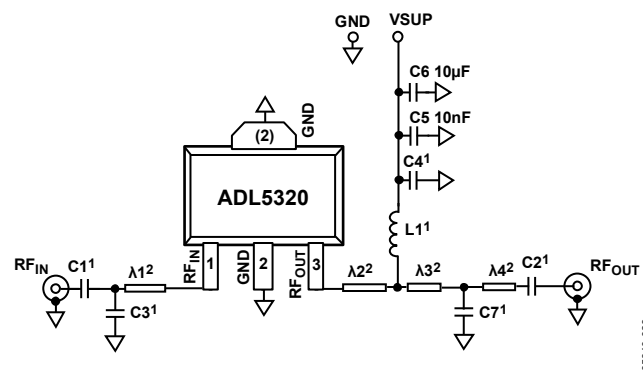 GND
VSUP
C6 10µF
C5 10nF
C4¹
L1¹
(2)
GND
ADL5320
RF_IN
C1¹
λ1²
C3¹
RF_IN
1
GND
2
RF_OUT
3
λ2²
λ3²
λ4²
C2¹
C7¹
RF_OUT